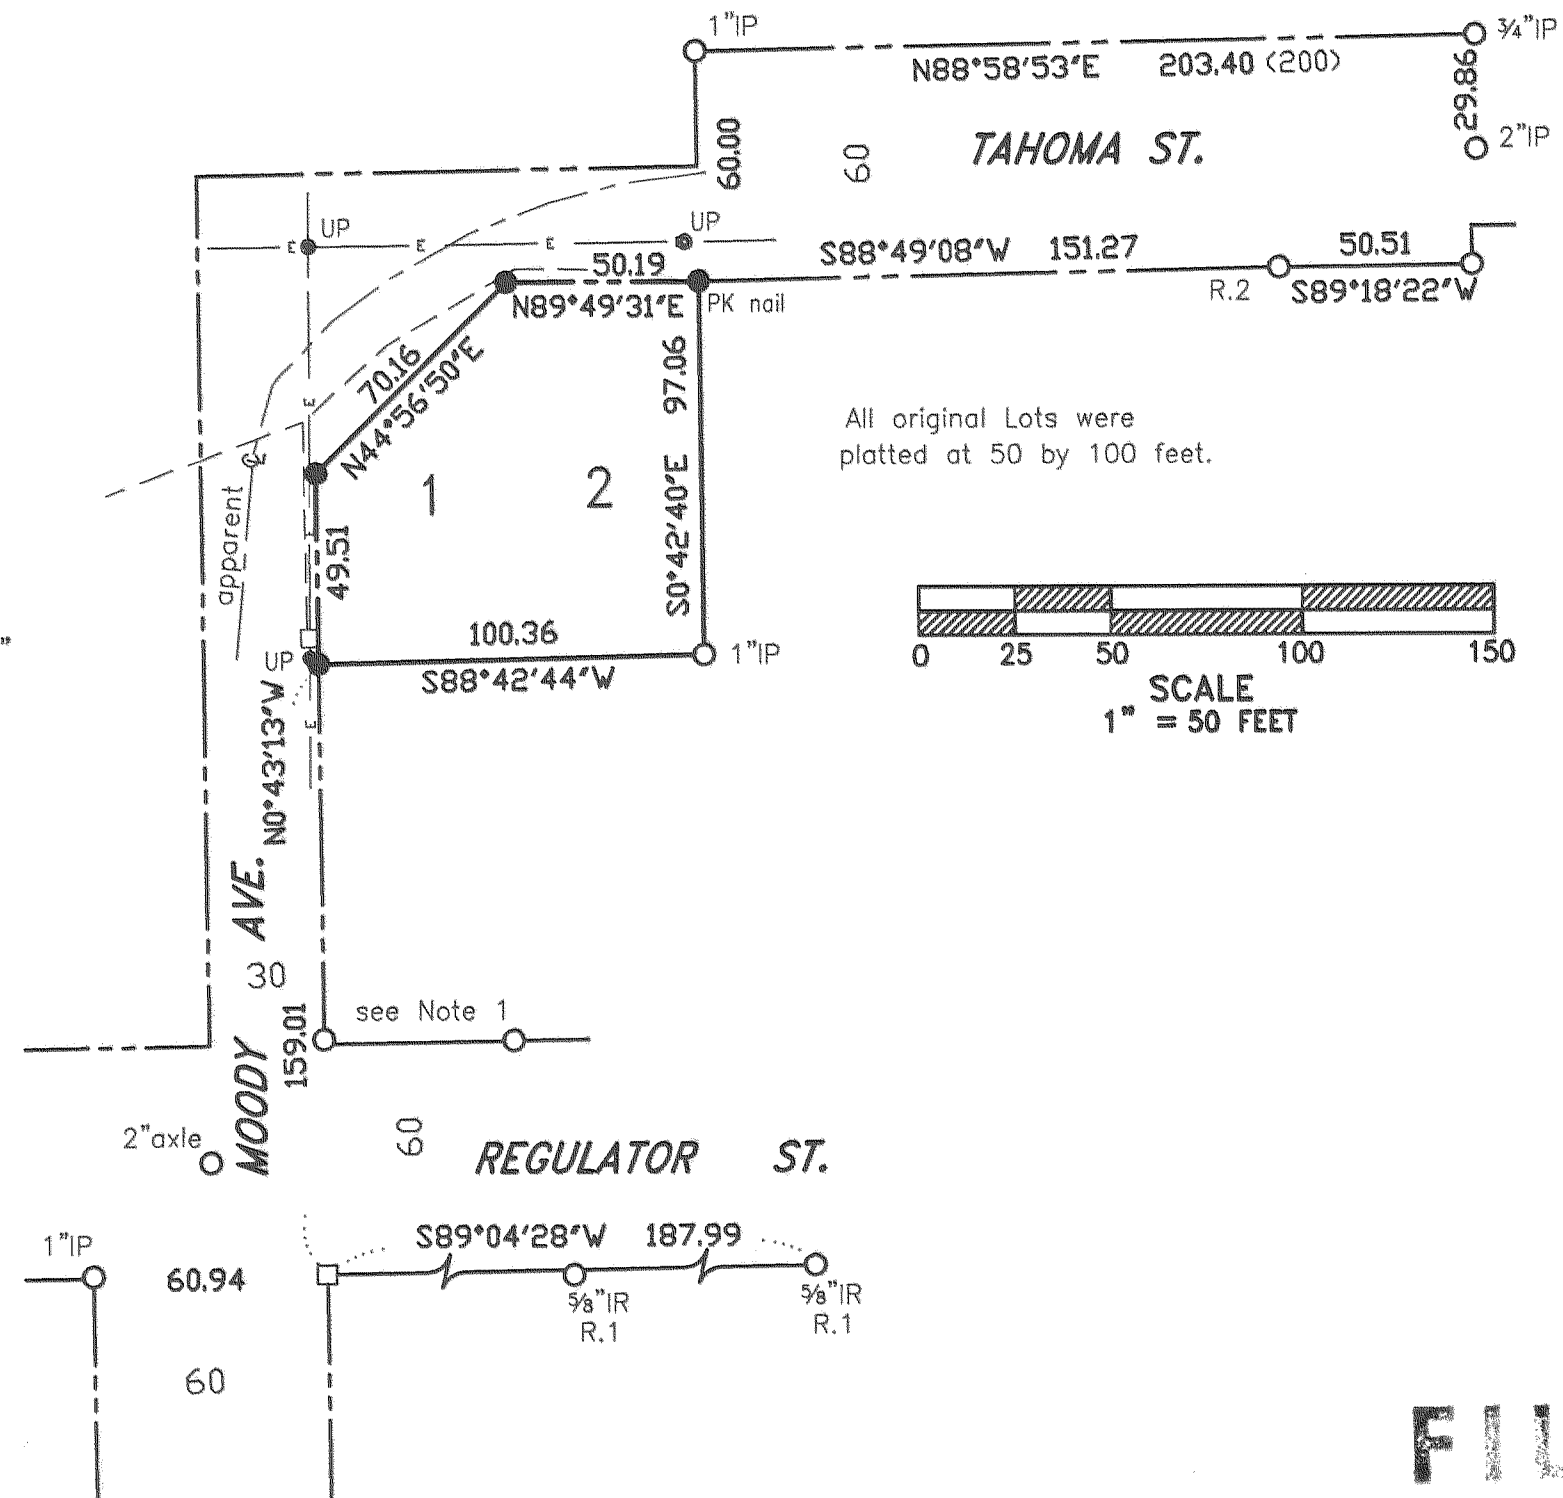 1"IP
3/4"IP
N88°58'53"E 203.40 (200)
29.86
2"IP
60.00
60
TAHOMA ST.
UP
E
E
E
UP
S88°49'08"W 151.27
50.51
50.19
N89°49'31"E
PK nail
R.2
S89°18'22"W
70.16
N44°56'50"E
97.06
S0°42'40"E
E
All original Lots were
platted at 50 by 100 feet.
1
2
apparent
49.51
100.36
S88°42'44"W
1"IP
UP
N0°43'13"W
E
0 25 50 100 150
SCALE
1" = 50 FEET
"
MOODY AVE.
30
159.01
see Note 1
2"axle
60
REGULATOR ST.
S89°04'28"W 187.99
1"IP
60.94
5/8"IR
R.1
5/8"IR
R.1
60
FIL